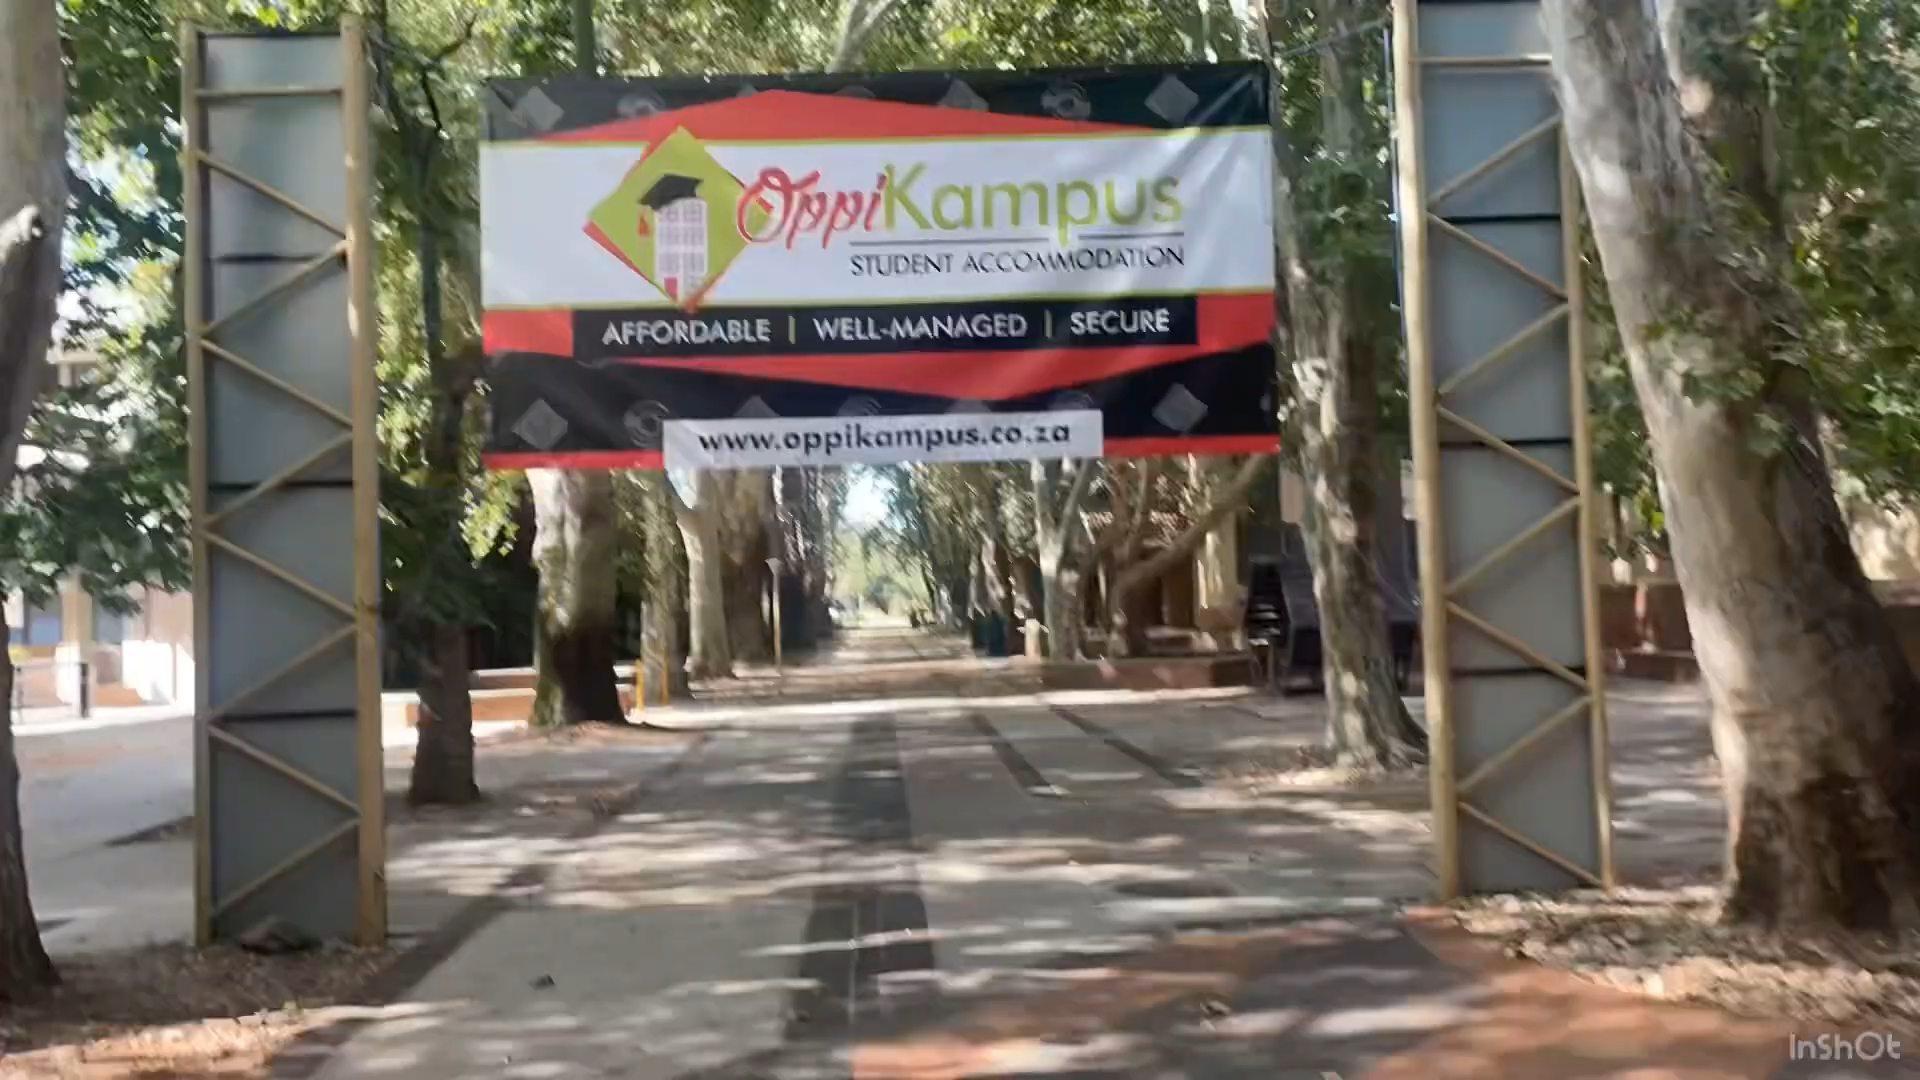 OppiKampus
STUDENT ACCOMMODATION
AFFORDABLE | WELL-MANAGED | SECURE
www.oppikampus.co.za
InShOt